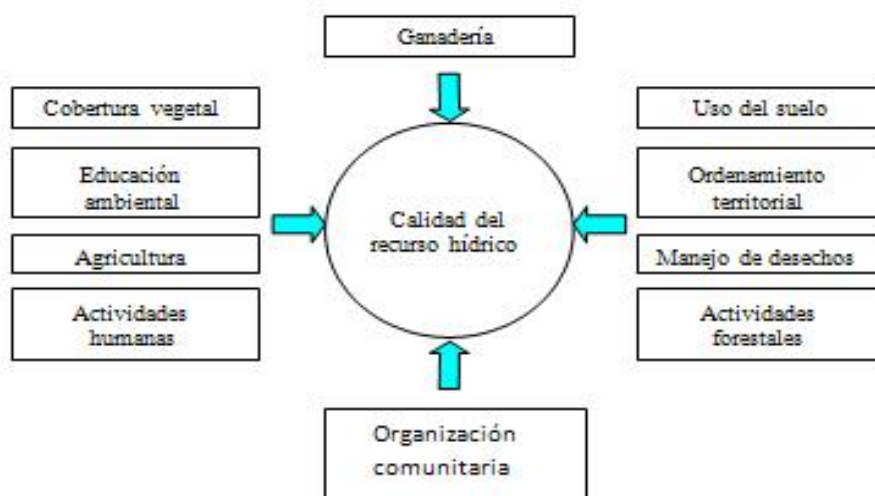 Ganadería
Cobertura vegetal
Educación
ambiental
Agricultura
Actividades
humanas
Calidad del
recurso hídrico
Uso del suelo
Ordenamiento
territorial
Manejo de desechos
Actividades
forestales
Organización
comunitaria